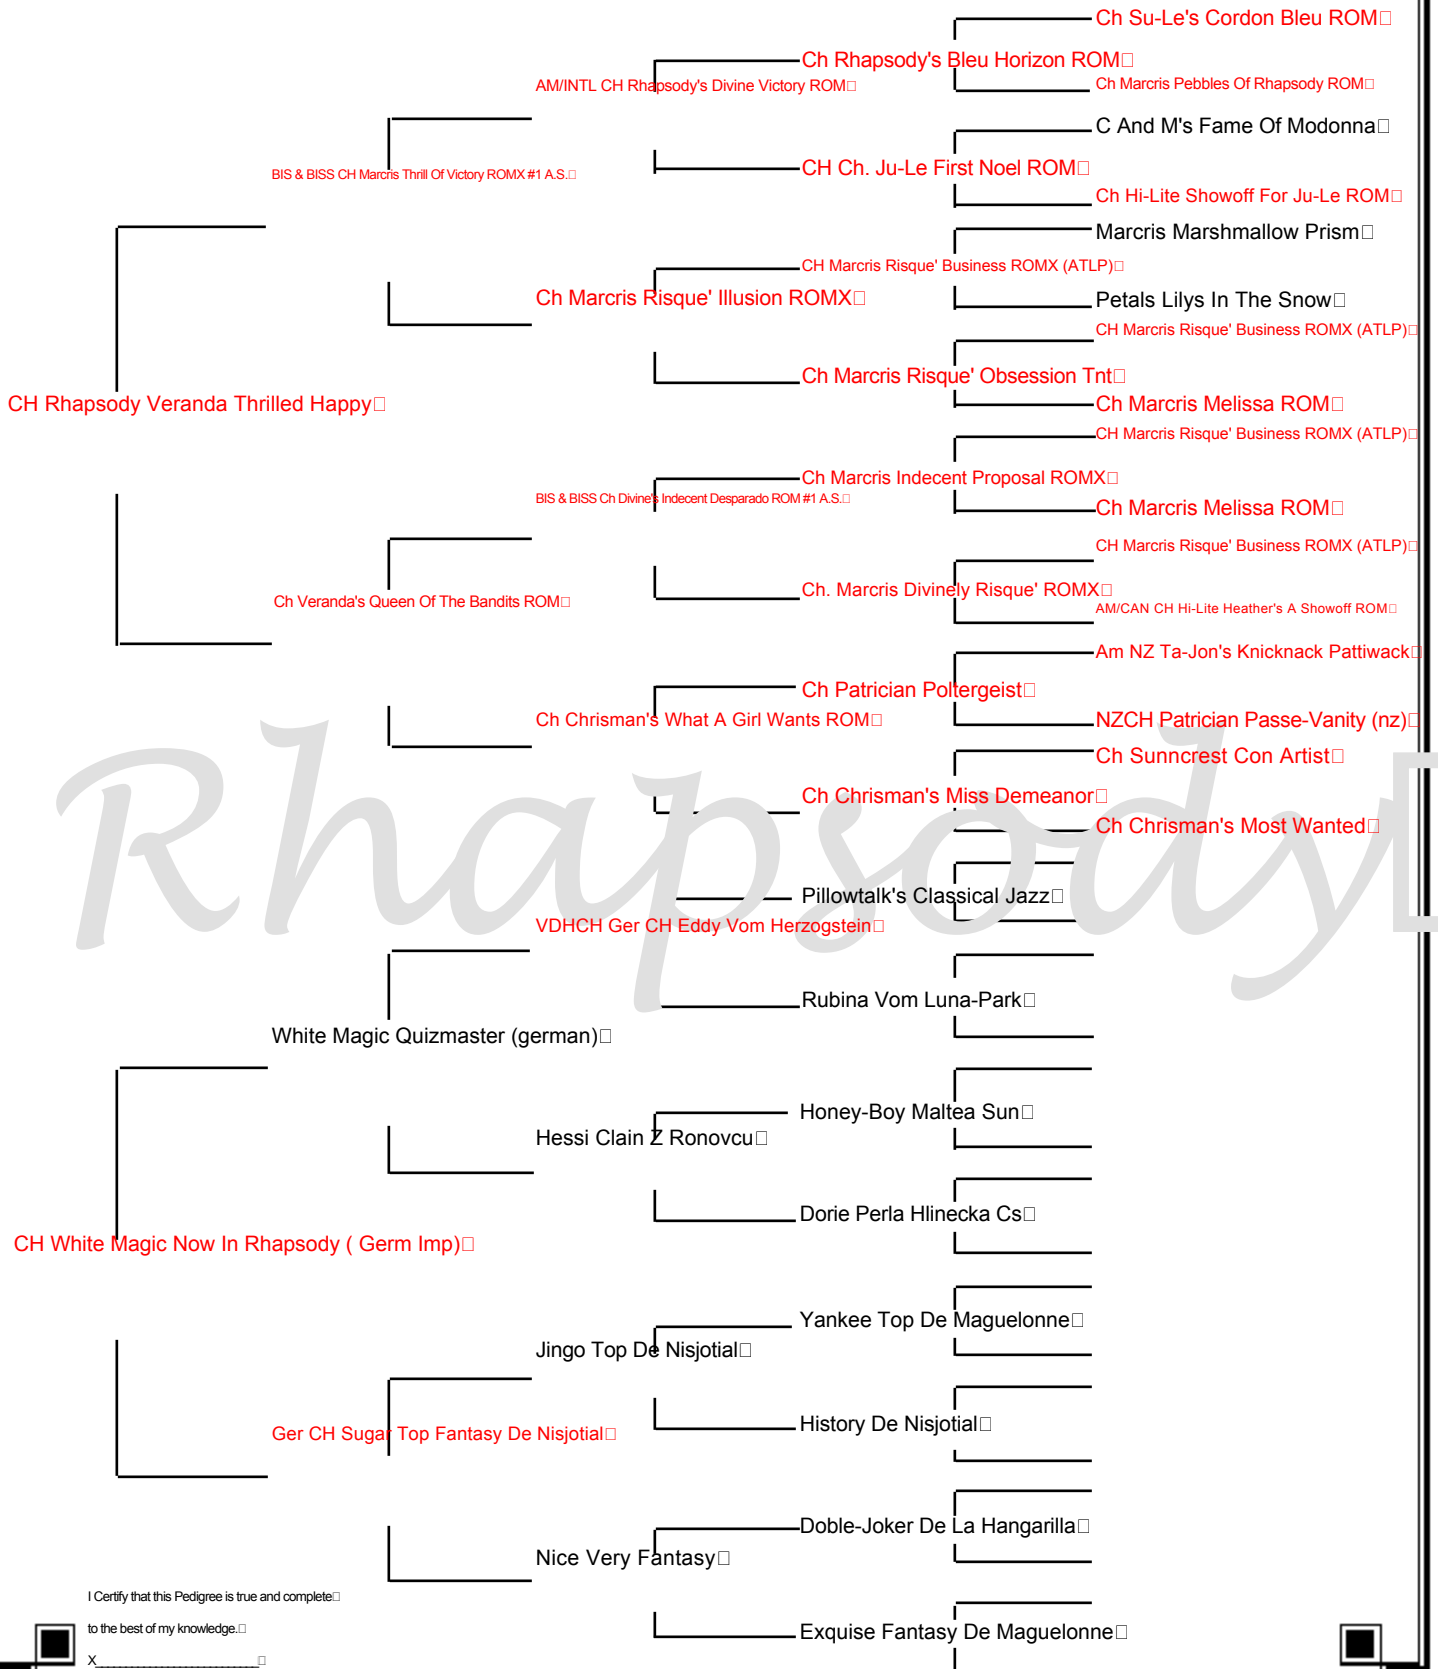 Ch Su-Le's Cordon Bleu ROM
Ch Rhapsody's Bleu Horizon ROM
AM/INTL CH Rhapsody's Divine Victory ROM
Ch Marcris Pebbles Of Rhapsody ROM
C And M's Fame Of Modonna
BIS & BISS CH Marcris Thrill Of Victory ROMX #1 A.S.
CH Ch. Ju-Le First Noel ROM
Ch Hi-Lite Showoff For Ju-Le ROM
Marcris Marshmallow Prism
CH Marcris Risque' Business ROMX (ATLP)
Ch Marcris Risque' Illusion ROMX
Petals Lilys In The Snow
CH Marcris Risque' Business ROMX (ATLP)
Ch Marcris Risque' Obsession Tnt
CH Rhapsody Veranda Thrilled Happy
Ch Marcris Melissa ROM
CH Marcris Risque' Business ROMX (ATLP)
Ch Marcris Indecent Proposal ROMX
BIS & BISS Ch Divine's Indecent Desparado ROM #1 A.S.
Ch Marcris Melissa ROM
CH Marcris Risque' Business ROMX (ATLP)
Ch. Marcris Divinely Risque' ROMX
Ch Veranda's Queen Of The Bandits ROM
AM/CAN CH Hi-Lite Heather's A Showoff ROM
Am NZ Ta-Jon's Knicknack Pattiwack
Ch Patrician Poltergeist
Ch Chrisman's What A Girl Wants ROM
NZCH Patrician Passe-Vanity (nz)
Ch Sunncrest Con Artist
Ch Chrisman's Miss Demeanor
Ch Chrisman's Most Wanted
Rhapsody
Pillowtalk's Classical Jazz
VDHCH Ger CH Eddy Vom Herzogstein
Rubina Vom Luna-Park
White Magic Quizmaster (german)
Honey-Boy Maltea Sun
Hessi Clain Z Ronovcu
Dorie Perla Hlinecka Cs
CH White Magic Now In Rhapsody ( Germ Imp)
Yankee Top De Maguelonne
Jingo Top De Nisjotial
History De Nisjotial
Ger CH Sugar Top Fantasy De Nisjotial
Doble-Joker De La Hangarilla
Nice Very Fantasy
I Certify that this Pedigree is true and complete
to the best of my knowledge.
Exquise Fantasy De Maguelonne
X__________________________